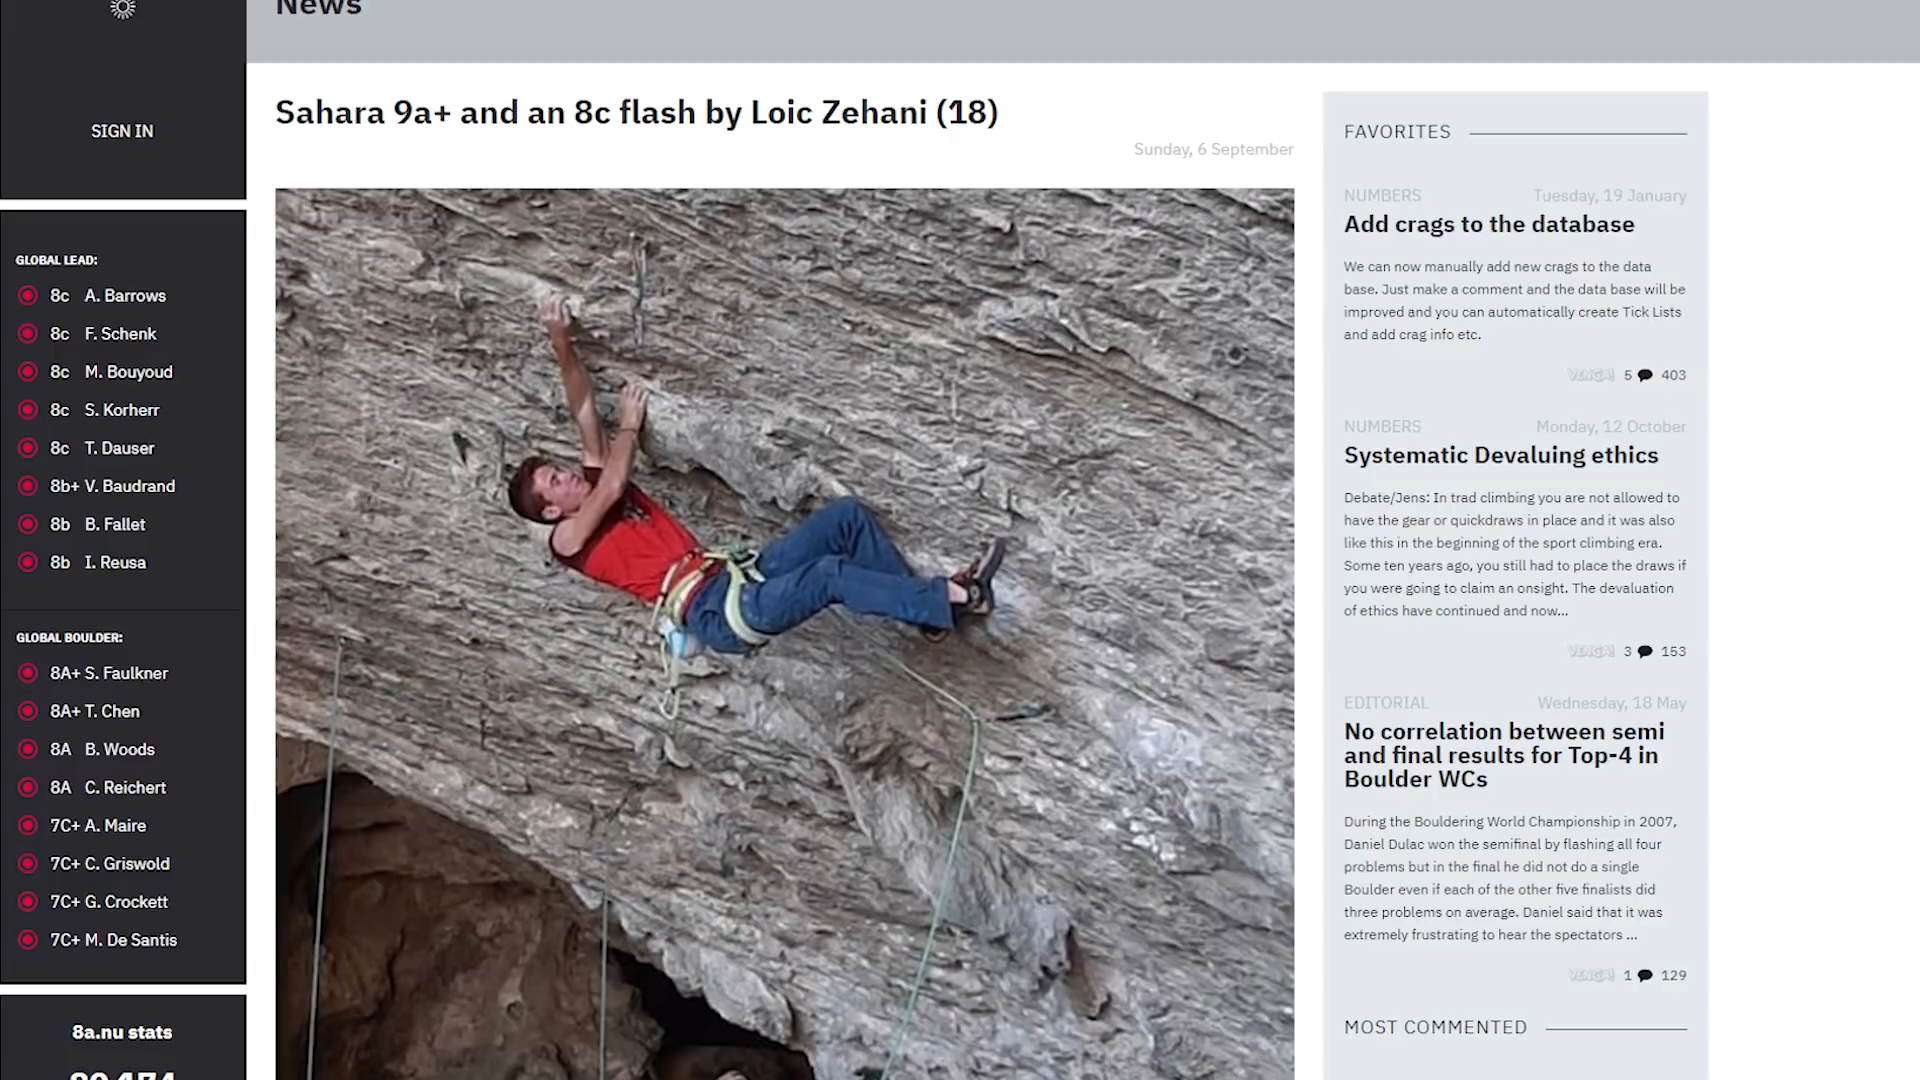 News
SIGN IN
GLOBAL LEAD:
8c A. Barrows
8c F. Schenk
8c M. Bouyoud
8c S. Korherr
8c T. Dauser
8b+ V. Baudrand
8b B. Fallet
8b I. Reusa
GLOBAL BOULDER:
8A+ S. Faulkner
8A+ T. Chen
8A B. Woods
8A C. Reichert
7C+ A. Maire
7C+ C. Griswold
7C+ G. Crockett
7C+ M. De Santis
8a.nu stats
Sahara 9a+ and an 8c flash by Loic Zehani (18)
Sunday, 6 September
FAVORITES
NUMBERS Tuesday, 19 January
Add crags to the database
We can now manually add new crags to the data
base. Just make a comment and the data base will be
improved and you can automatically create Tick Lists
and add crag info etc.
VENGA! 5 403
NUMBERS Monday, 12 October
Systematic Devaluing ethics
Debate/Jens: In trad climbing you are not allowed to
have the gear or quickdraws in place and it was also
like this in the beginning of the sport climbing era.
Some ten years ago, you still had to place the draws if
you were going to claim an onsight. The devaluation
of ethics have continued and now...
VENGA! 3 153
EDITORIAL Wednesday, 18 May
No correlation between semi
and final results for Top-4 in
Boulder WCs
During the Bouldering World Championship in 2007,
Daniel Dulac won the semifinal by flashing all four
problems but in the final he did not do a single
Boulder even if each of the other five finalists did
three problems on average. Daniel said that it was
extremely frustrating to hear the spectators ...
VENGA! 1 129
MOST COMMENTED